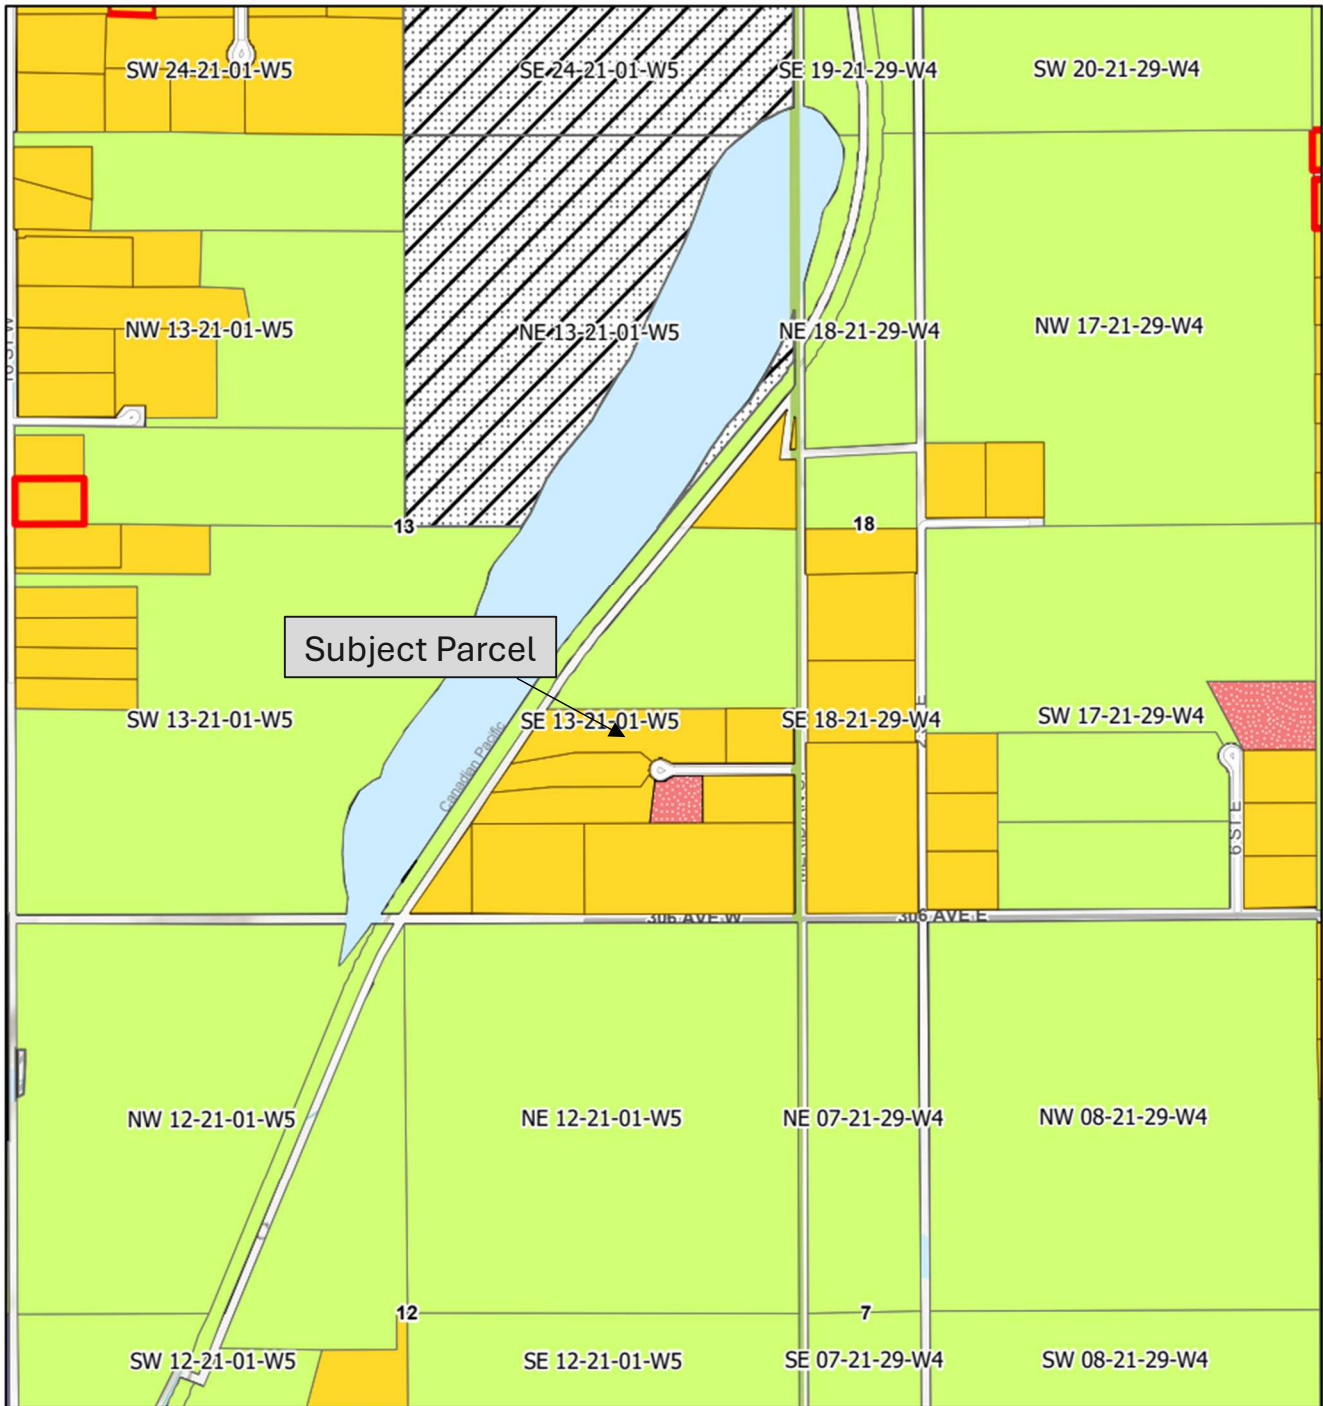 SW 24-21-01-W5
SE 24-21-01-W5
SE 19-21-29-W4
SW 20-21-29-W4
NW 13-21-01-W5
NE 13-21-01-W5
NE 18-21-29-W4
NW 17-21-29-W4
13
18
Subject Parcel
SW 13-21-01-W5
SE 13-21-01-W5
SE 18-21-29-W4
SW 17-21-29-W4
Canadian Pacific
6 ST E
306 AVE W
306 AVE E
NW 12-21-01-W5
NE 12-21-01-W5
NE 07-21-29-W4
NW 08-21-29-W4
12
7
SW 12-21-01-W5
SE 12-21-01-W5
SE 07-21-29-W4
SW 08-21-29-W4